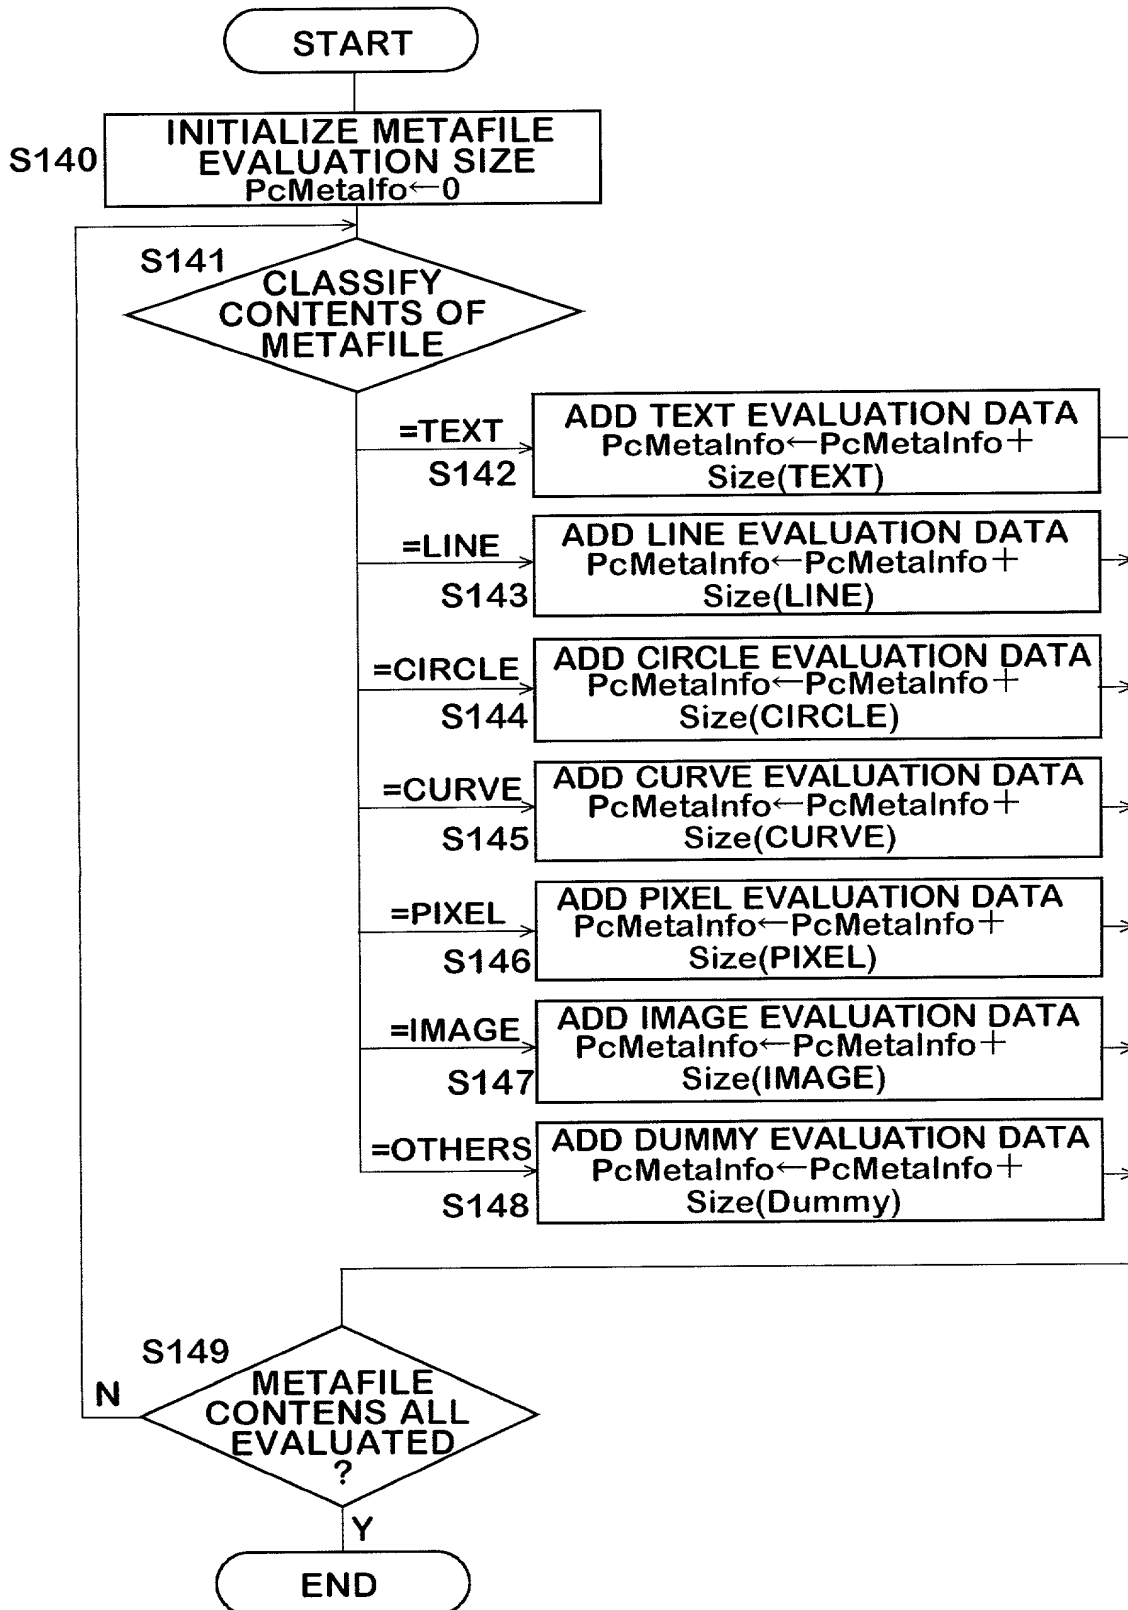 START
S140
INITIALIZE METAFILE
EVALUATION SIZE
PcMetaIfo←0
S141
CLASSIFY
CONTENTS OF
METAFILE
=TEXT
S142
ADD TEXT EVALUATION DATA
PcMetaInfo←PcMetaInfo+
Size(TEXT)
=LINE
S143
ADD LINE EVALUATION DATA
PcMetaInfo←PcMetaInfo+
Size(LINE)
=CIRCLE
S144
ADD CIRCLE EVALUATION DATA
PcMetaInfo←PcMetaInfo+
Size(CIRCLE)
=CURVE
S145
ADD CURVE EVALUATION DATA
PcMetaInfo←PcMetaInfo+
Size(CURVE)
=PIXEL
S146
ADD PIXEL EVALUATION DATA
PcMetaInfo←PcMetaInfo+
Size(PIXEL)
=IMAGE
S147
ADD IMAGE EVALUATION DATA
PcMetaInfo←PcMetaInfo+
Size(IMAGE)
=OTHERS
S148
ADD DUMMY EVALUATION DATA
PcMetaInfo←PcMetaInfo+
Size(Dummy)
S149
N
METAFILE
CONTENS ALL
EVALUATED
?
Y
END